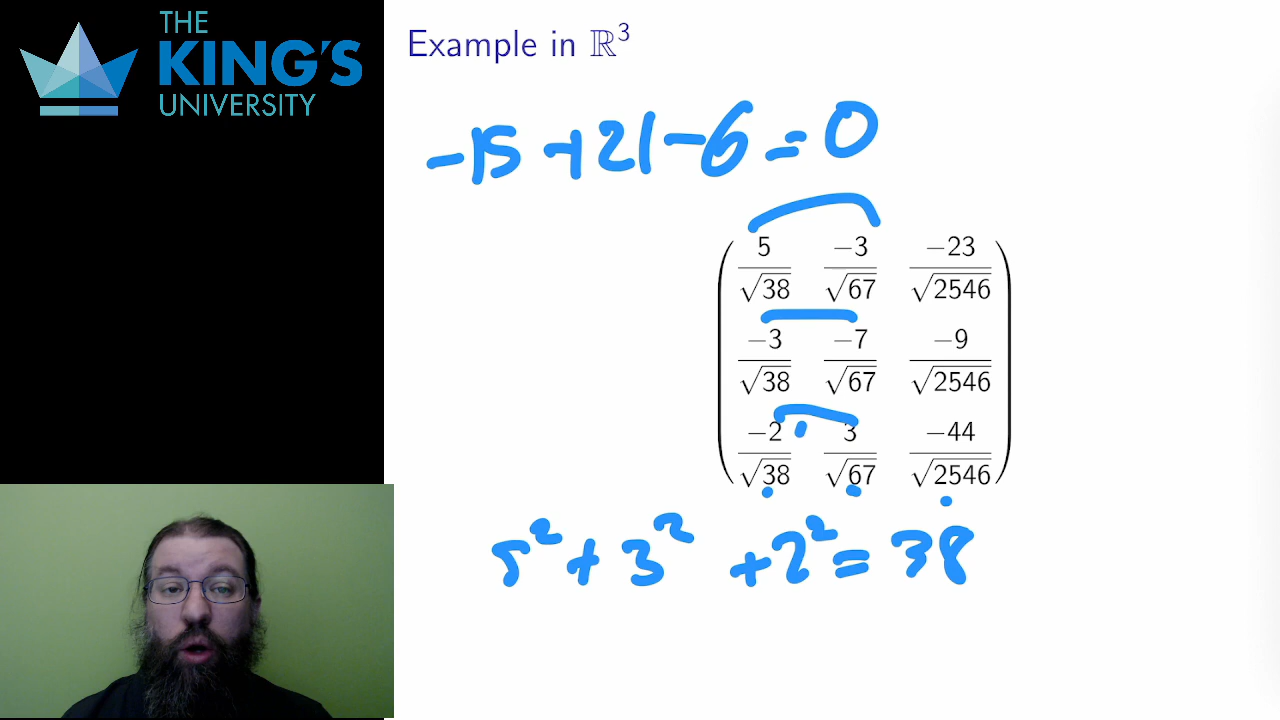 THE
KING'S
UNIVERSITY
Example in ℝ³
-15 +21 -6 = 0
5/√38 −3/√67 −23/√2546
−3/√38 −7/√67 −9/√2546
−2/√38 3/√67 −44/√2546
5² + 3² + 2² = 38